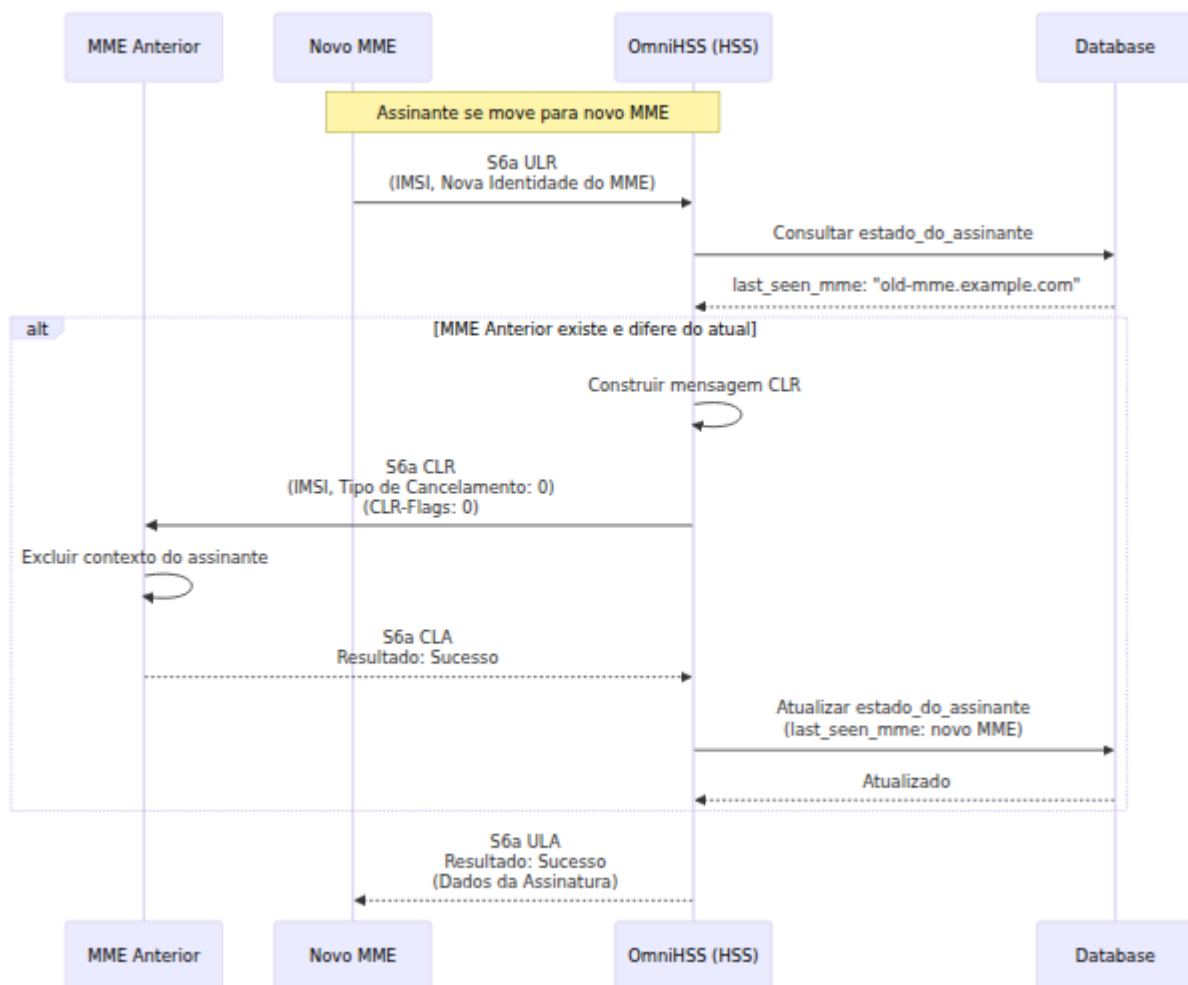 MME Anterior
Novo MME
OmniHSS (HSS)
Database
Assinante se move para novo MME
S6a ULR
(IMSI, Nova Identidade do MME)
Consultar estado_do_assinante
last_seen_mme: "old-mme.example.com"
alt
[MME Anterior existe e difere do atual]
Construir mensagem CLR
S6a CLR
(IMSI, Tipo de Cancelamento: 0)
(CLR-Flags: 0)
Excluir contexto do assinante
S6a CLA
Resultado: Sucesso
Atualizar estado_do_assinante
(last_seen_mme: novo MME)
Atualizado
S6a ULA
Resultado: Sucesso
(Dados da Assinatura)
MME Anterior
Novo MME
OmniHSS (HSS)
Database